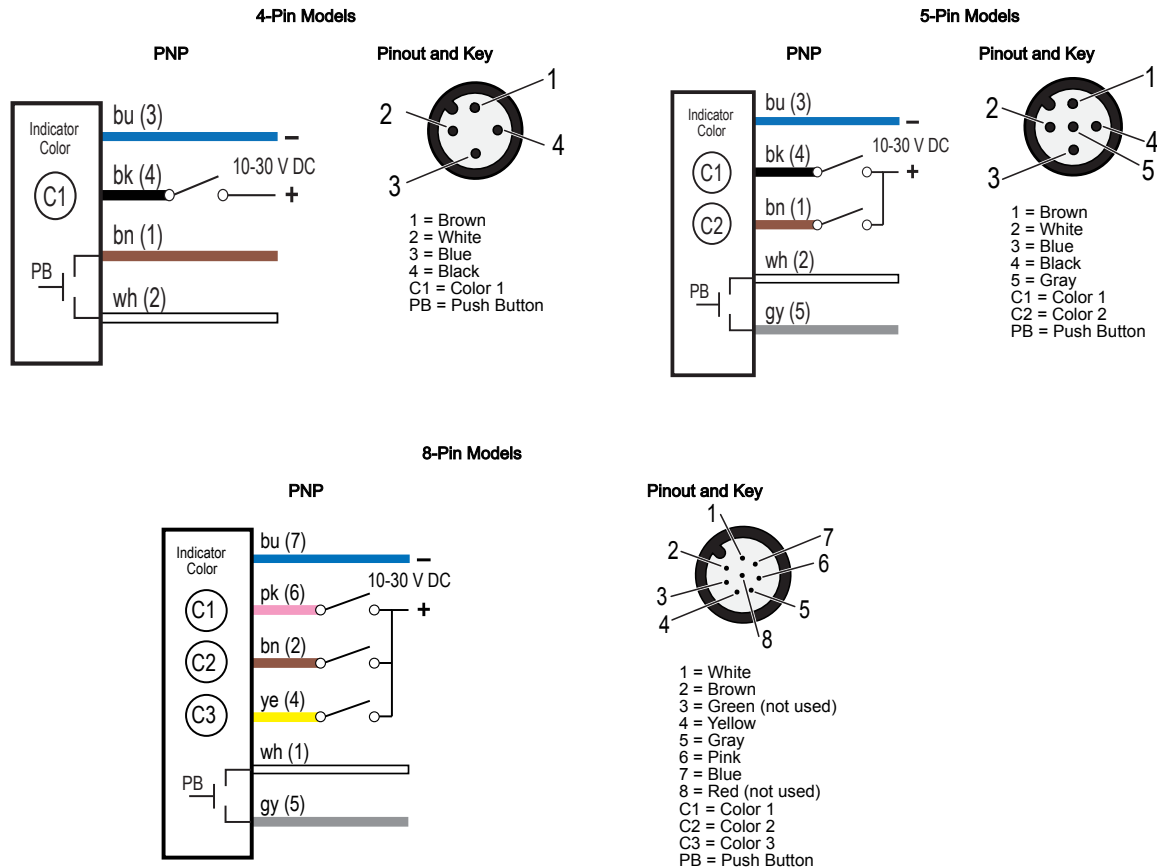 4-Pin Models
PNP
Pinout and Key
Indicator
Color
C1
PB
bu (3)
bk (4)
bn (1)
wh (2)
–
10-30 V DC
+
1
2
3
4
1 = Brown
2 = White
3 = Blue
4 = Black
C1 = Color 1
PB = Push Button
5-Pin Models
PNP
Pinout and Key
Indicator
Color
C1
C2
PB
bu (3)
bk (4)
bn (1)
wh (2)
gy (5)
–
10-30 V DC
+
1
2
3
4
5
1 = Brown
2 = White
3 = Blue
4 = Black
5 = Gray
C1 = Color 1
C2 = Color 2
PB = Push Button
8-Pin Models
PNP
Pinout and Key
Indicator
Color
C1
C2
C3
PB
bu (7)
pk (6)
bn (2)
ye (4)
wh (1)
gy (5)
–
10-30 V DC
+
1
2
3
4
7
6
5
8
1 = White
2 = Brown
3 = Green (not used)
4 = Yellow
5 = Gray
6 = Pink
7 = Blue
8 = Red (not used)
C1 = Color 1
C2 = Color 2
C3 = Color 3
PB = Push Button